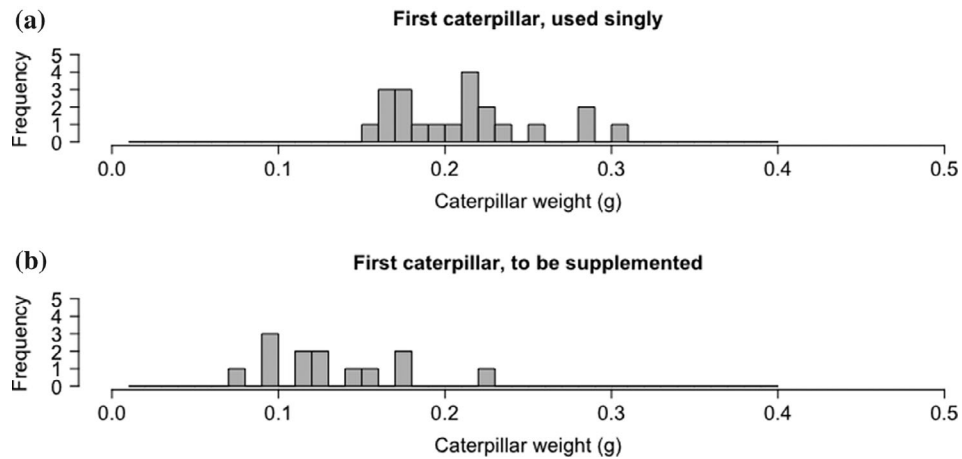 (a)
First caterpillar, used singly
Frequency
5
4
3
2
1
0
0.0 0.1 0.2 0.3 0.4 0.5
Caterpillar weight (g)
(b)
First caterpillar, to be supplemented
Frequency
5
4
3
2
1
0
0.0 0.1 0.2 0.3 0.4 0.5
Caterpillar weight (g)